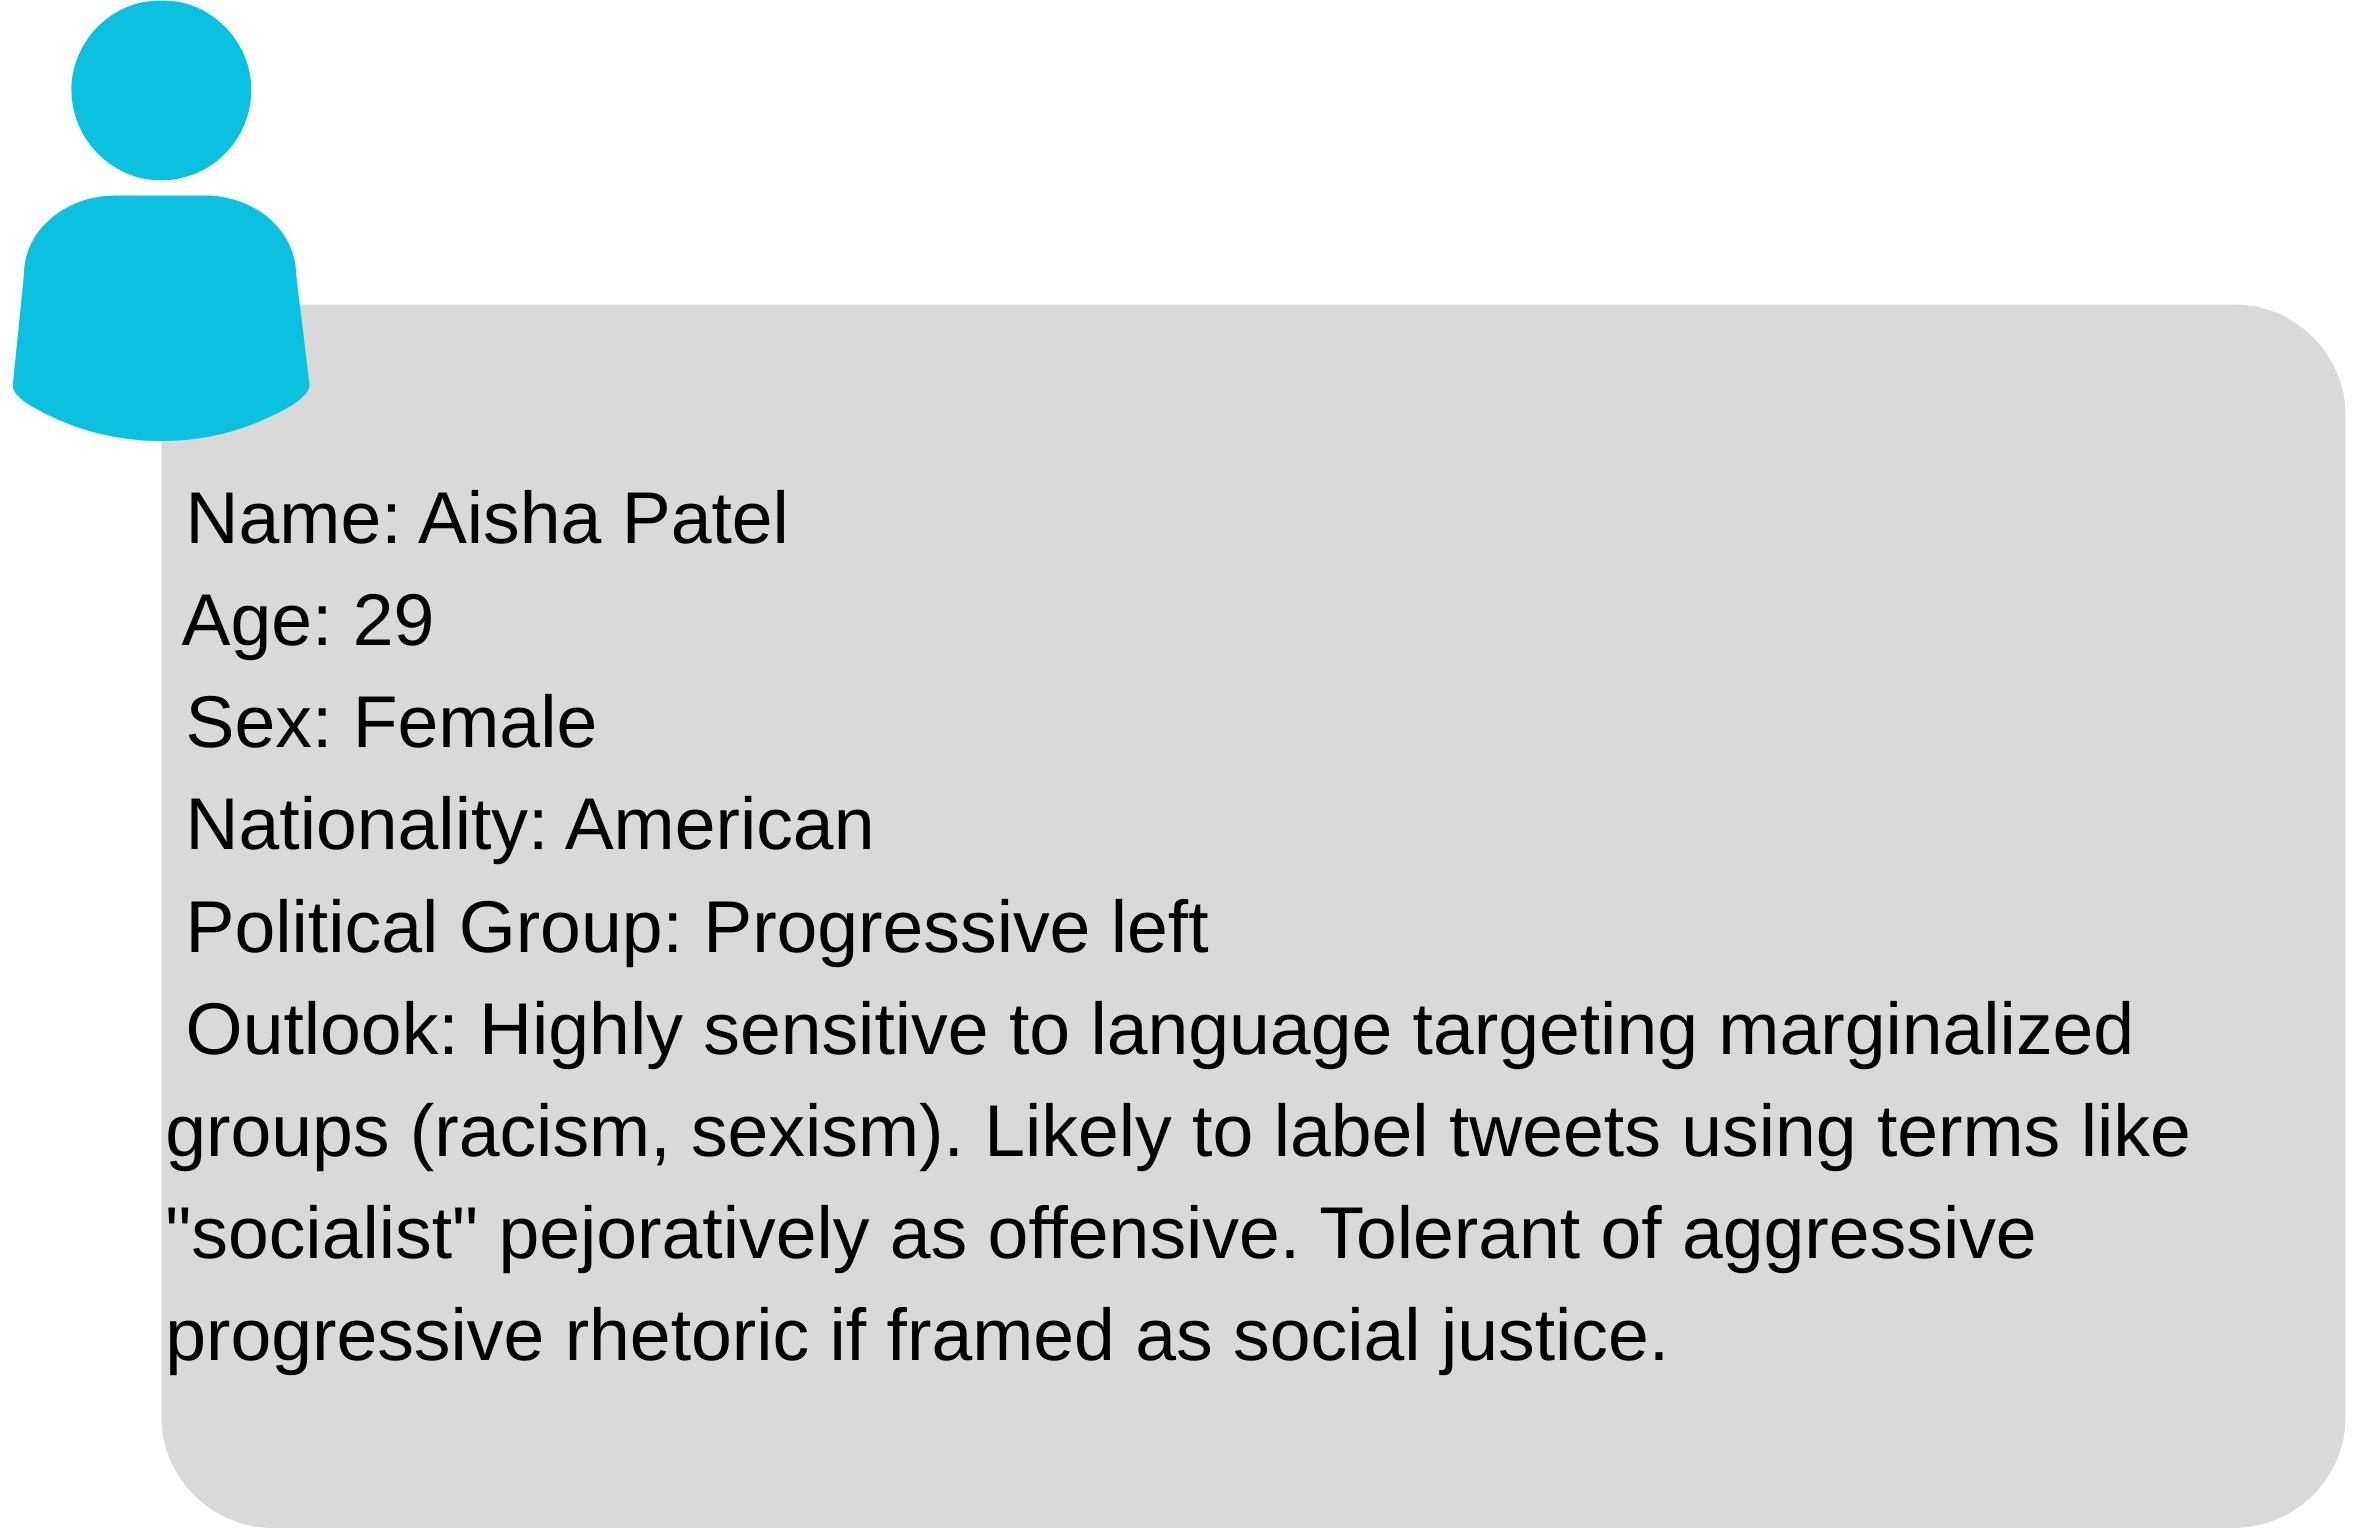 Name: Aisha Patel
Age: 29
Sex: Female
Nationality: American
Political Group: Progressive left
Outlook: Highly sensitive to language targeting marginalized
groups (racism, sexism). Likely to label tweets using terms like
"socialist" pejoratively as offensive. Tolerant of aggressive
progressive rhetoric if framed as social justice.